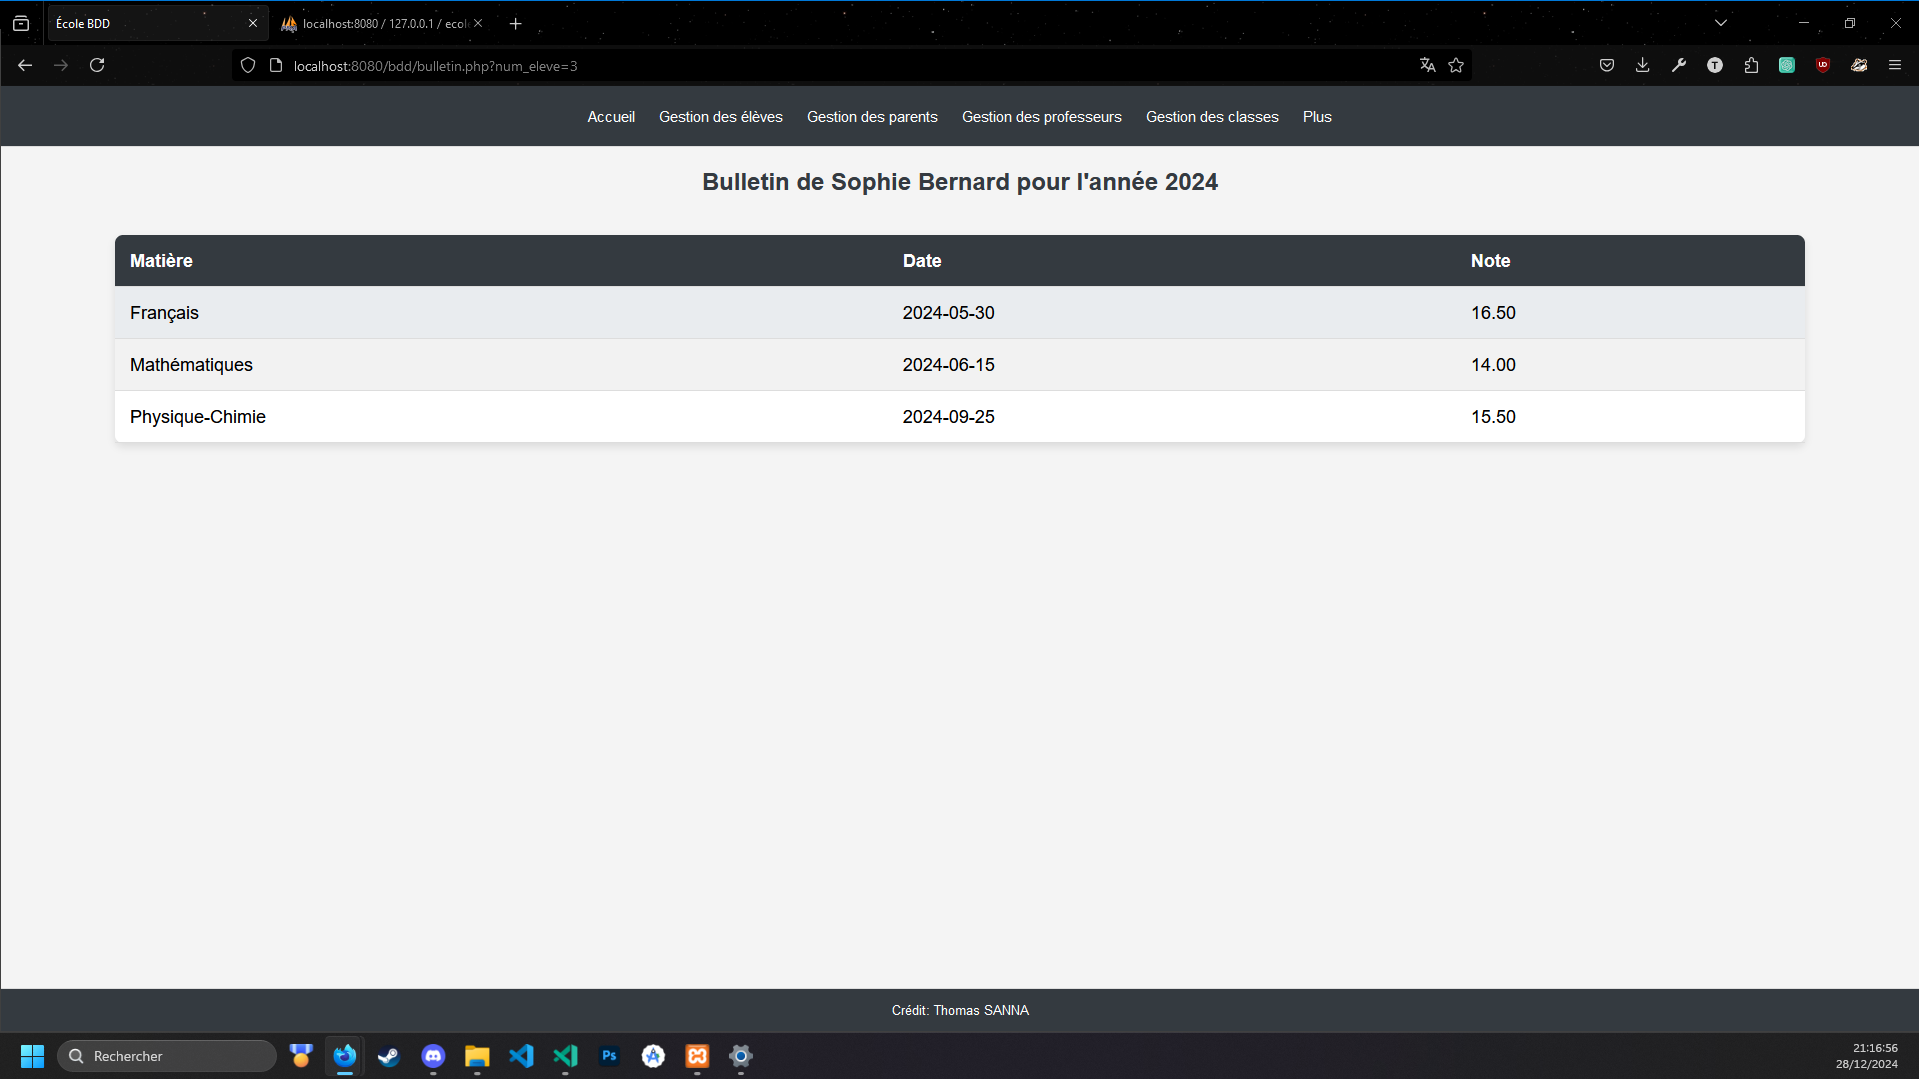 École BDD
localhost:8080 / 127.0.0.1 / ecol
localhost:8080/bdd/bulletin.php?num_eleve=3
Accueil Gestion des élèves Gestion des parents Gestion des professeurs Gestion des classes Plus
Bulletin de Sophie Bernard pour l'année 2024
Matière Date Note
Français 2024-05-30 16.50
Mathématiques 2024-06-15 14.00
Physique-Chimie 2024-09-25 15.50
Crédit: Thomas SANNA
Rechercher
Ps
21:16:56
28/12/2024